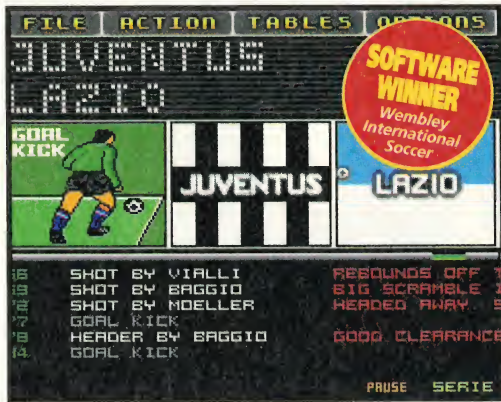 FILE ACTION TABLES OPTIONS
JUVENTUS
LAZIO
SOFTWARE
WINNER
Wembley
International
Soccer
GOAL
KICK
JUVENTUS
LAZIO
SHOT BY VIALLI REBOUNDS OFF
SHOT BY BAGGIO BIG SCRAMBLE
SHOT BY MOELLER HEADED AWAY
GOAL KICK
HEADER BY BAGGIO GOOD CLEARANCE
GOAL KICK
PAUSE SERIE